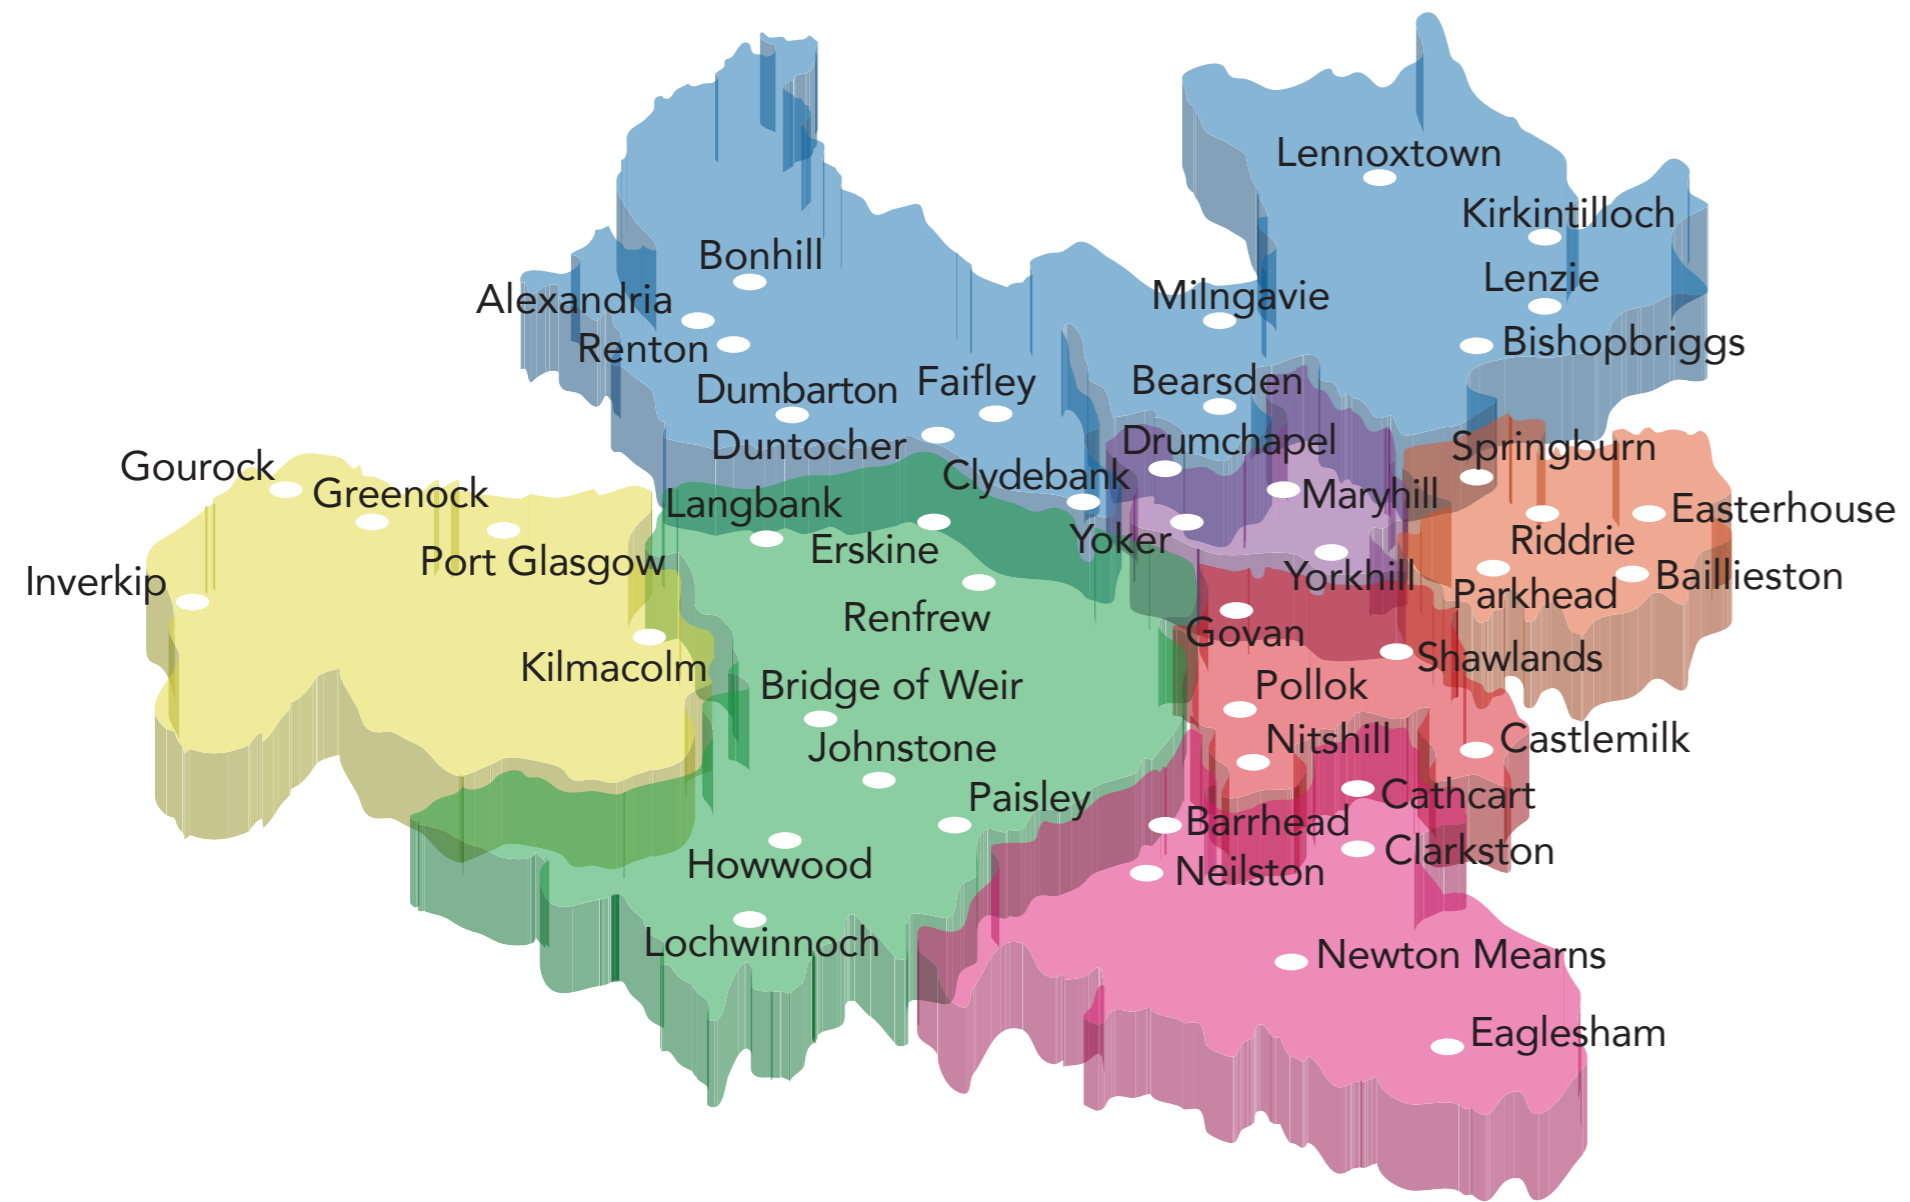 Lennoxtown
Kirkintilloch
Bonhill
Lenzie
Alexandria
Milngavie
Renton
Bishopbriggs
Dumbarton
Faifley
Bearsden
Duntocher
Drumchapel
Springburn
Gourock
Clydebank
Greenock
Langbank
Maryhill
Easterhouse
Yoker
Riddrie
Erskine
Port Glasgow
Inverkip
Yorkhill
Baillieston
Parkhead
Renfrew
Govan
Kilmacolm
Shawlands
Bridge of Weir
Pollok
Johnstone
Nitshill
Castlemilk
Paisley
Cathcart
Barrhead
Howwood
Clarkston
Neilston
Lochwinnoch
Newton Mearns
Eaglesham